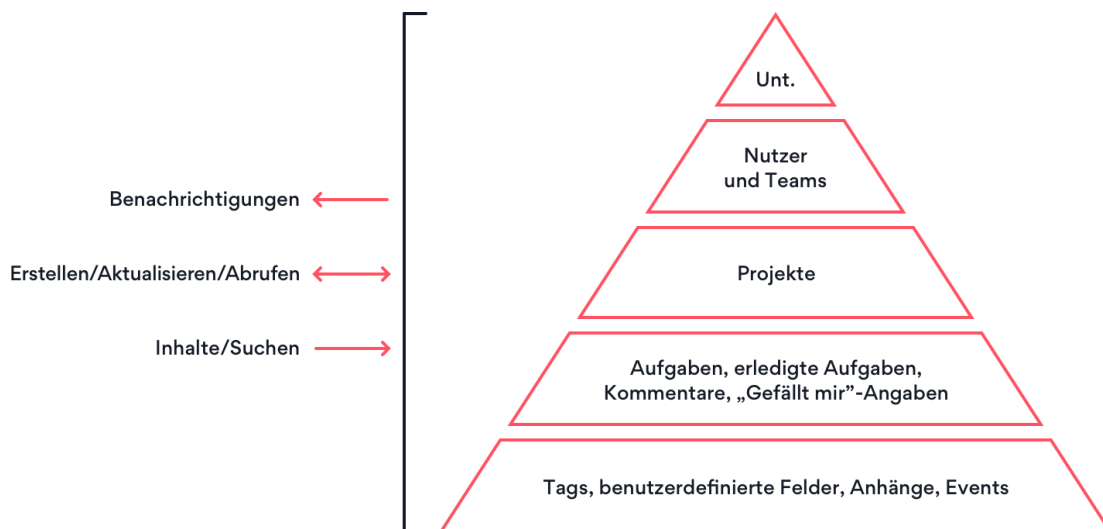 Unt.
Nutzer
und Teams
Benachrichtigungen
Erstellen/Aktualisieren/Abrufen
Projekte
Inhalte/Suchen
Aufgaben, erledigte Aufgaben,
Kommentare, „Gefällt mir”-Angaben
Tags, benutzerdefinierte Felder, Anhänge, Events